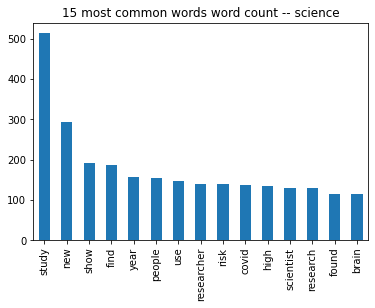 15 most common words word count -- science
500
400
300
200
100
0
study
new
show
find
year
people
use
researcher
risk
covid
high
scientist
research
found
brain